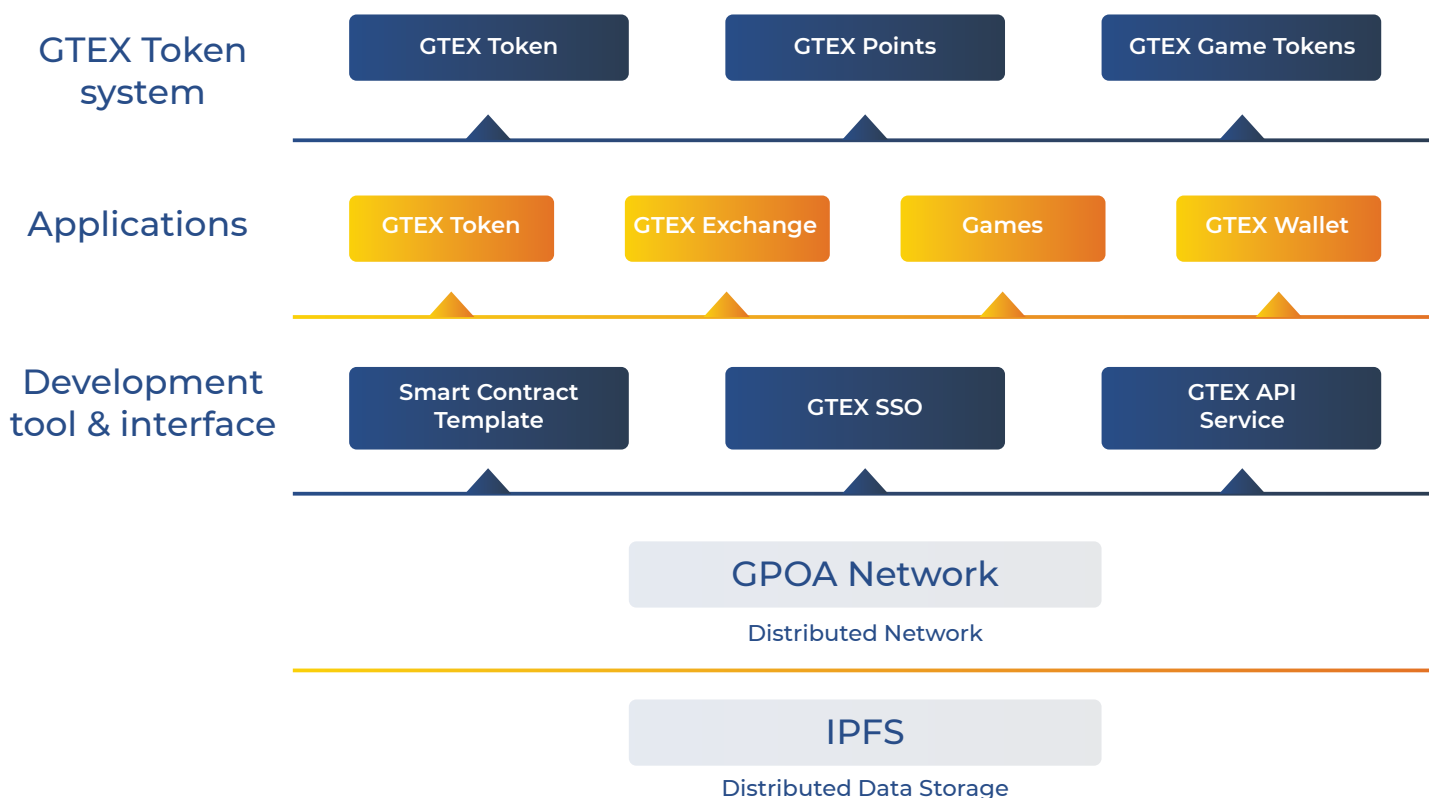 GTEX Token
system
GTEX Token
GTEX Points
GTEX Game Tokens
Applications
GTEX Token
GTEX Exchange
Games
GTEX Wallet
Development
tool & interface
Smart Contract
Template
GTEX SSO
GTEX API
Service
GPOA Network
Distributed Network
IPFS
Distributed Data Storage